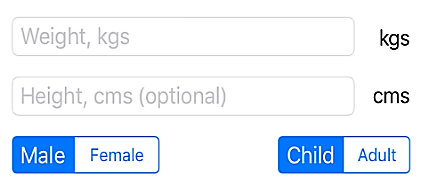 Weight, kgs kgs
Height, cms (optional) cms
Male Female Child Adult